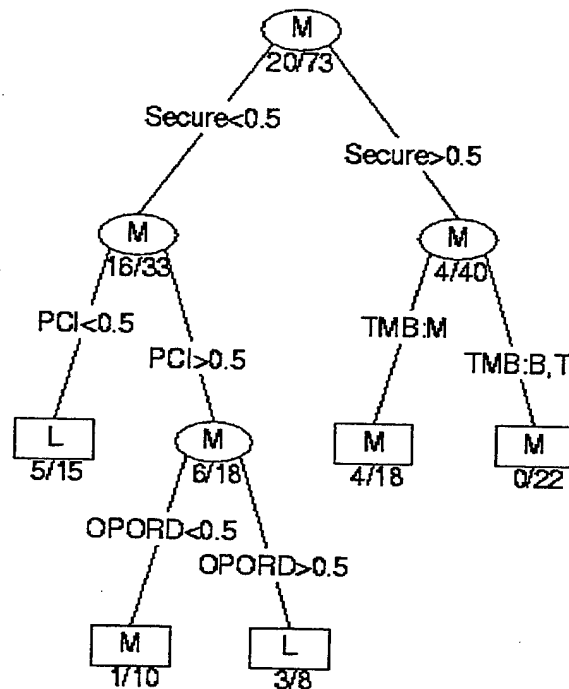 M
20/73
Secure<0.5
Secure>0.5
M
16/33
M
4/40
PCI<0.5
PCI>0.5
TMB:M
TMB:B,T
L
5/15
M
6/18
M
4/18
M
0/22
OPORD<0.5
OPORD>0.5
M
1/10
L
3/8